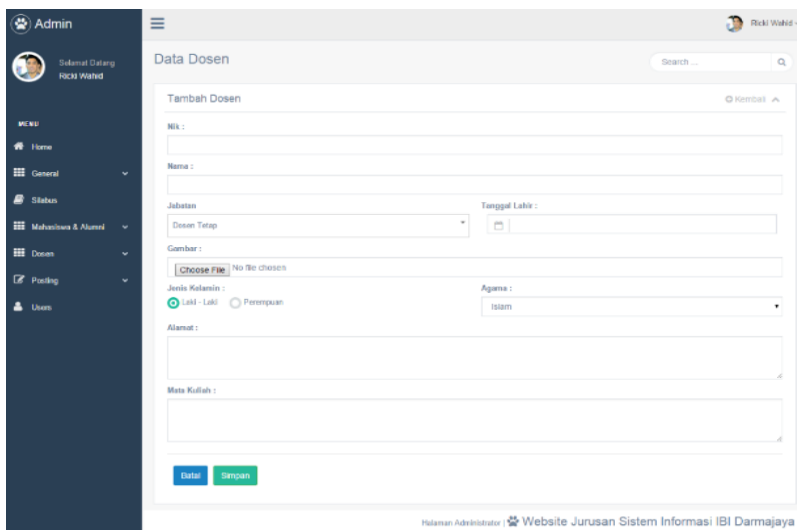 Admin
Ricki Wahid
Selamat Datang
Ricki Wahid
Data Dosen
Search ...
Tambah Dosen
Kembali
MENU
Home
General
Silabus
Mahasiswa & Alumni
Dosen
Posting
Users
Nik :
Nama :
Jabatan
Tanggal Lahir :
Dosen Tetap
Gambar :
Choose File No file chosen
Jenis Kelamin :
Agama :
Laki - Laki Perempuan
Islam
Alamat :
Mata Kuliah :
Batal Simpan
Halaman Administrator | Website Jurusan Sistem Informasi IBI Darmajaya